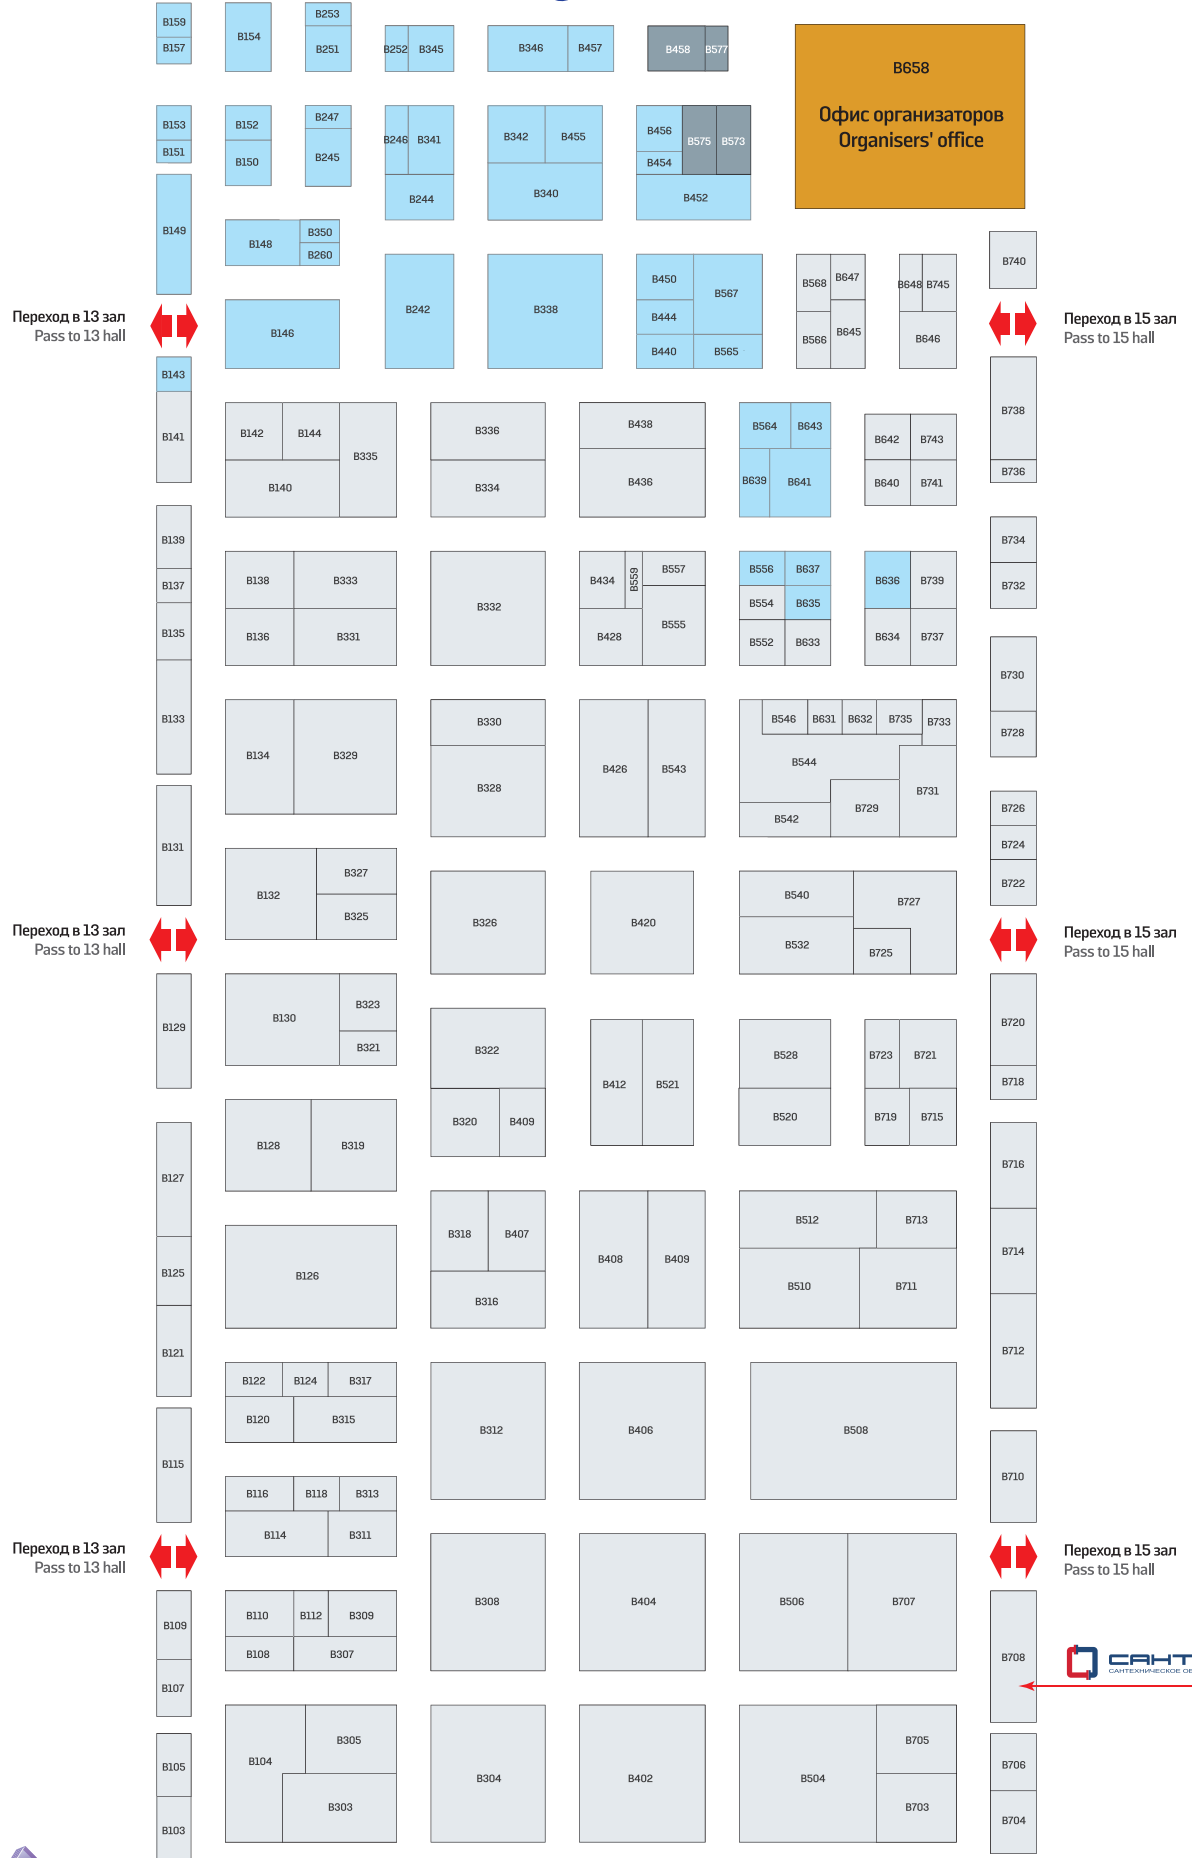 B159
B157
B154
B253
B251
B252
B345
B346
B457
B458
B577
B658
Офис организаторов
Organisers' office
B153
B151
B152
B150
B247
B245
B246
B341
B244
B342
B455
B340
B456
B454
B575
B573
B452
B149
B148
B350
B260
B740
B242
B338
B450
B444
B440
B567
B565
B568
B566
B647
B645
B648
B745
B646
Переход в 13 зал
Pass to 13 hall
B146
Переход в 15 зал
Pass to 15 hall
B143
B141
B142
B144
B140
B335
B336
B334
B438
B436
B564
B643
B639
B641
B642
B743
B640
B741
B738
B736
B139
B137
B135
B133
B138
B333
B136
B331
B332
B434
B559
B557
B428
B555
B556
B637
B554
B635
B552
B633
B636
B739
B634
B737
B734
B732
B730
B728
B134
B329
B330
B328
B426
B543
B546
B631
B632
B735
B733
B544
B542
B729
B731
B726
B724
B722
B131
B132
B327
B325
B326
B420
B540
B532
B727
B725
Переход в 13 зал
Pass to 13 hall
Переход в 15 зал
Pass to 15 hall
B129
B130
B323
B321
B322
B320
B409
B412
B521
B528
B520
B723
B721
B719
B715
B720
B718
B127
B125
B121
B128
B319
B126
B318
B407
B316
B408
B409
B512
B713
B510
B711
B716
B714
B712
B122
B124
B317
B120
B315
B312
B406
B508
B115
B116
B118
B313
B114
B311
B710
Переход в 13 зал
Pass to 13 hall
Переход в 15 зал
Pass to 15 hall
B308
B404
B506
B707
B109
B107
B110
B112
B309
B108
B307
B708
САНТ
САНТЕХНИЧЕСКОЕ ОБ
B105
B103
B104
B305
B303
B304
B402
B504
B705
B703
B706
B704